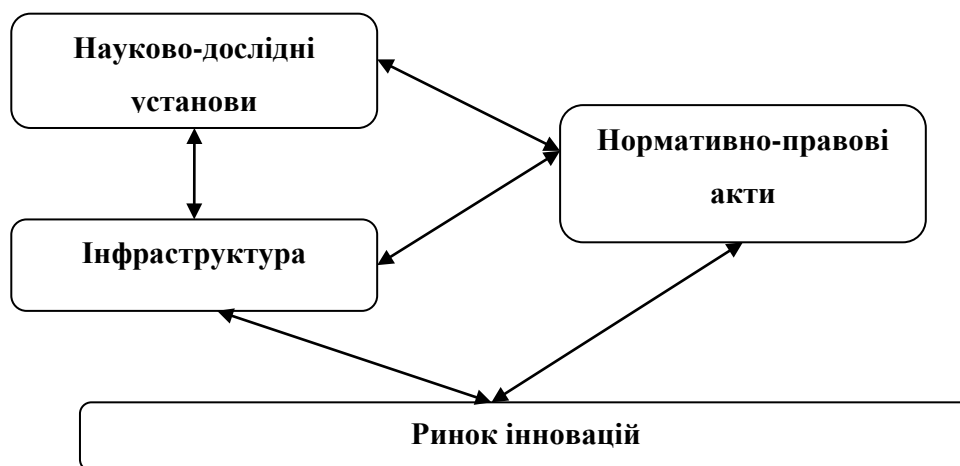 Науково-дослідні
установи
Нормативно-правові
акти
Інфраструктура
Ринок інновацій